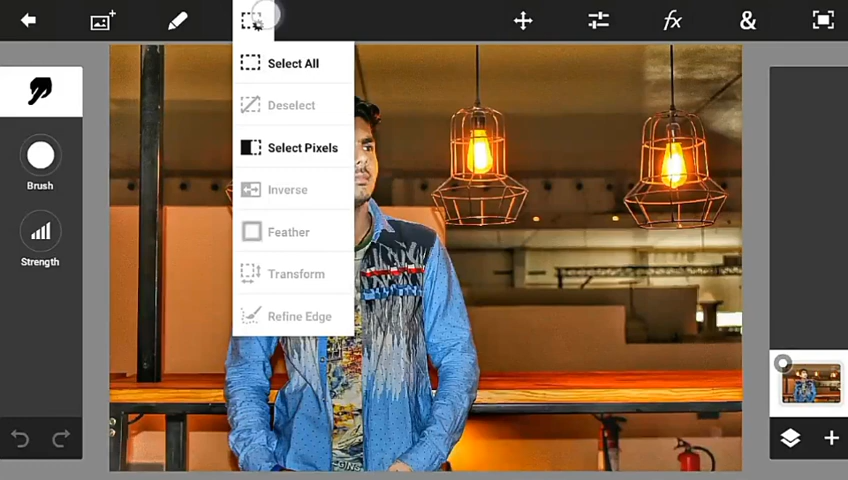 fx
&
Select All
Deselect
Select Pixels
Inverse
Feather
Transform
Refine Edge
Brush
Strength